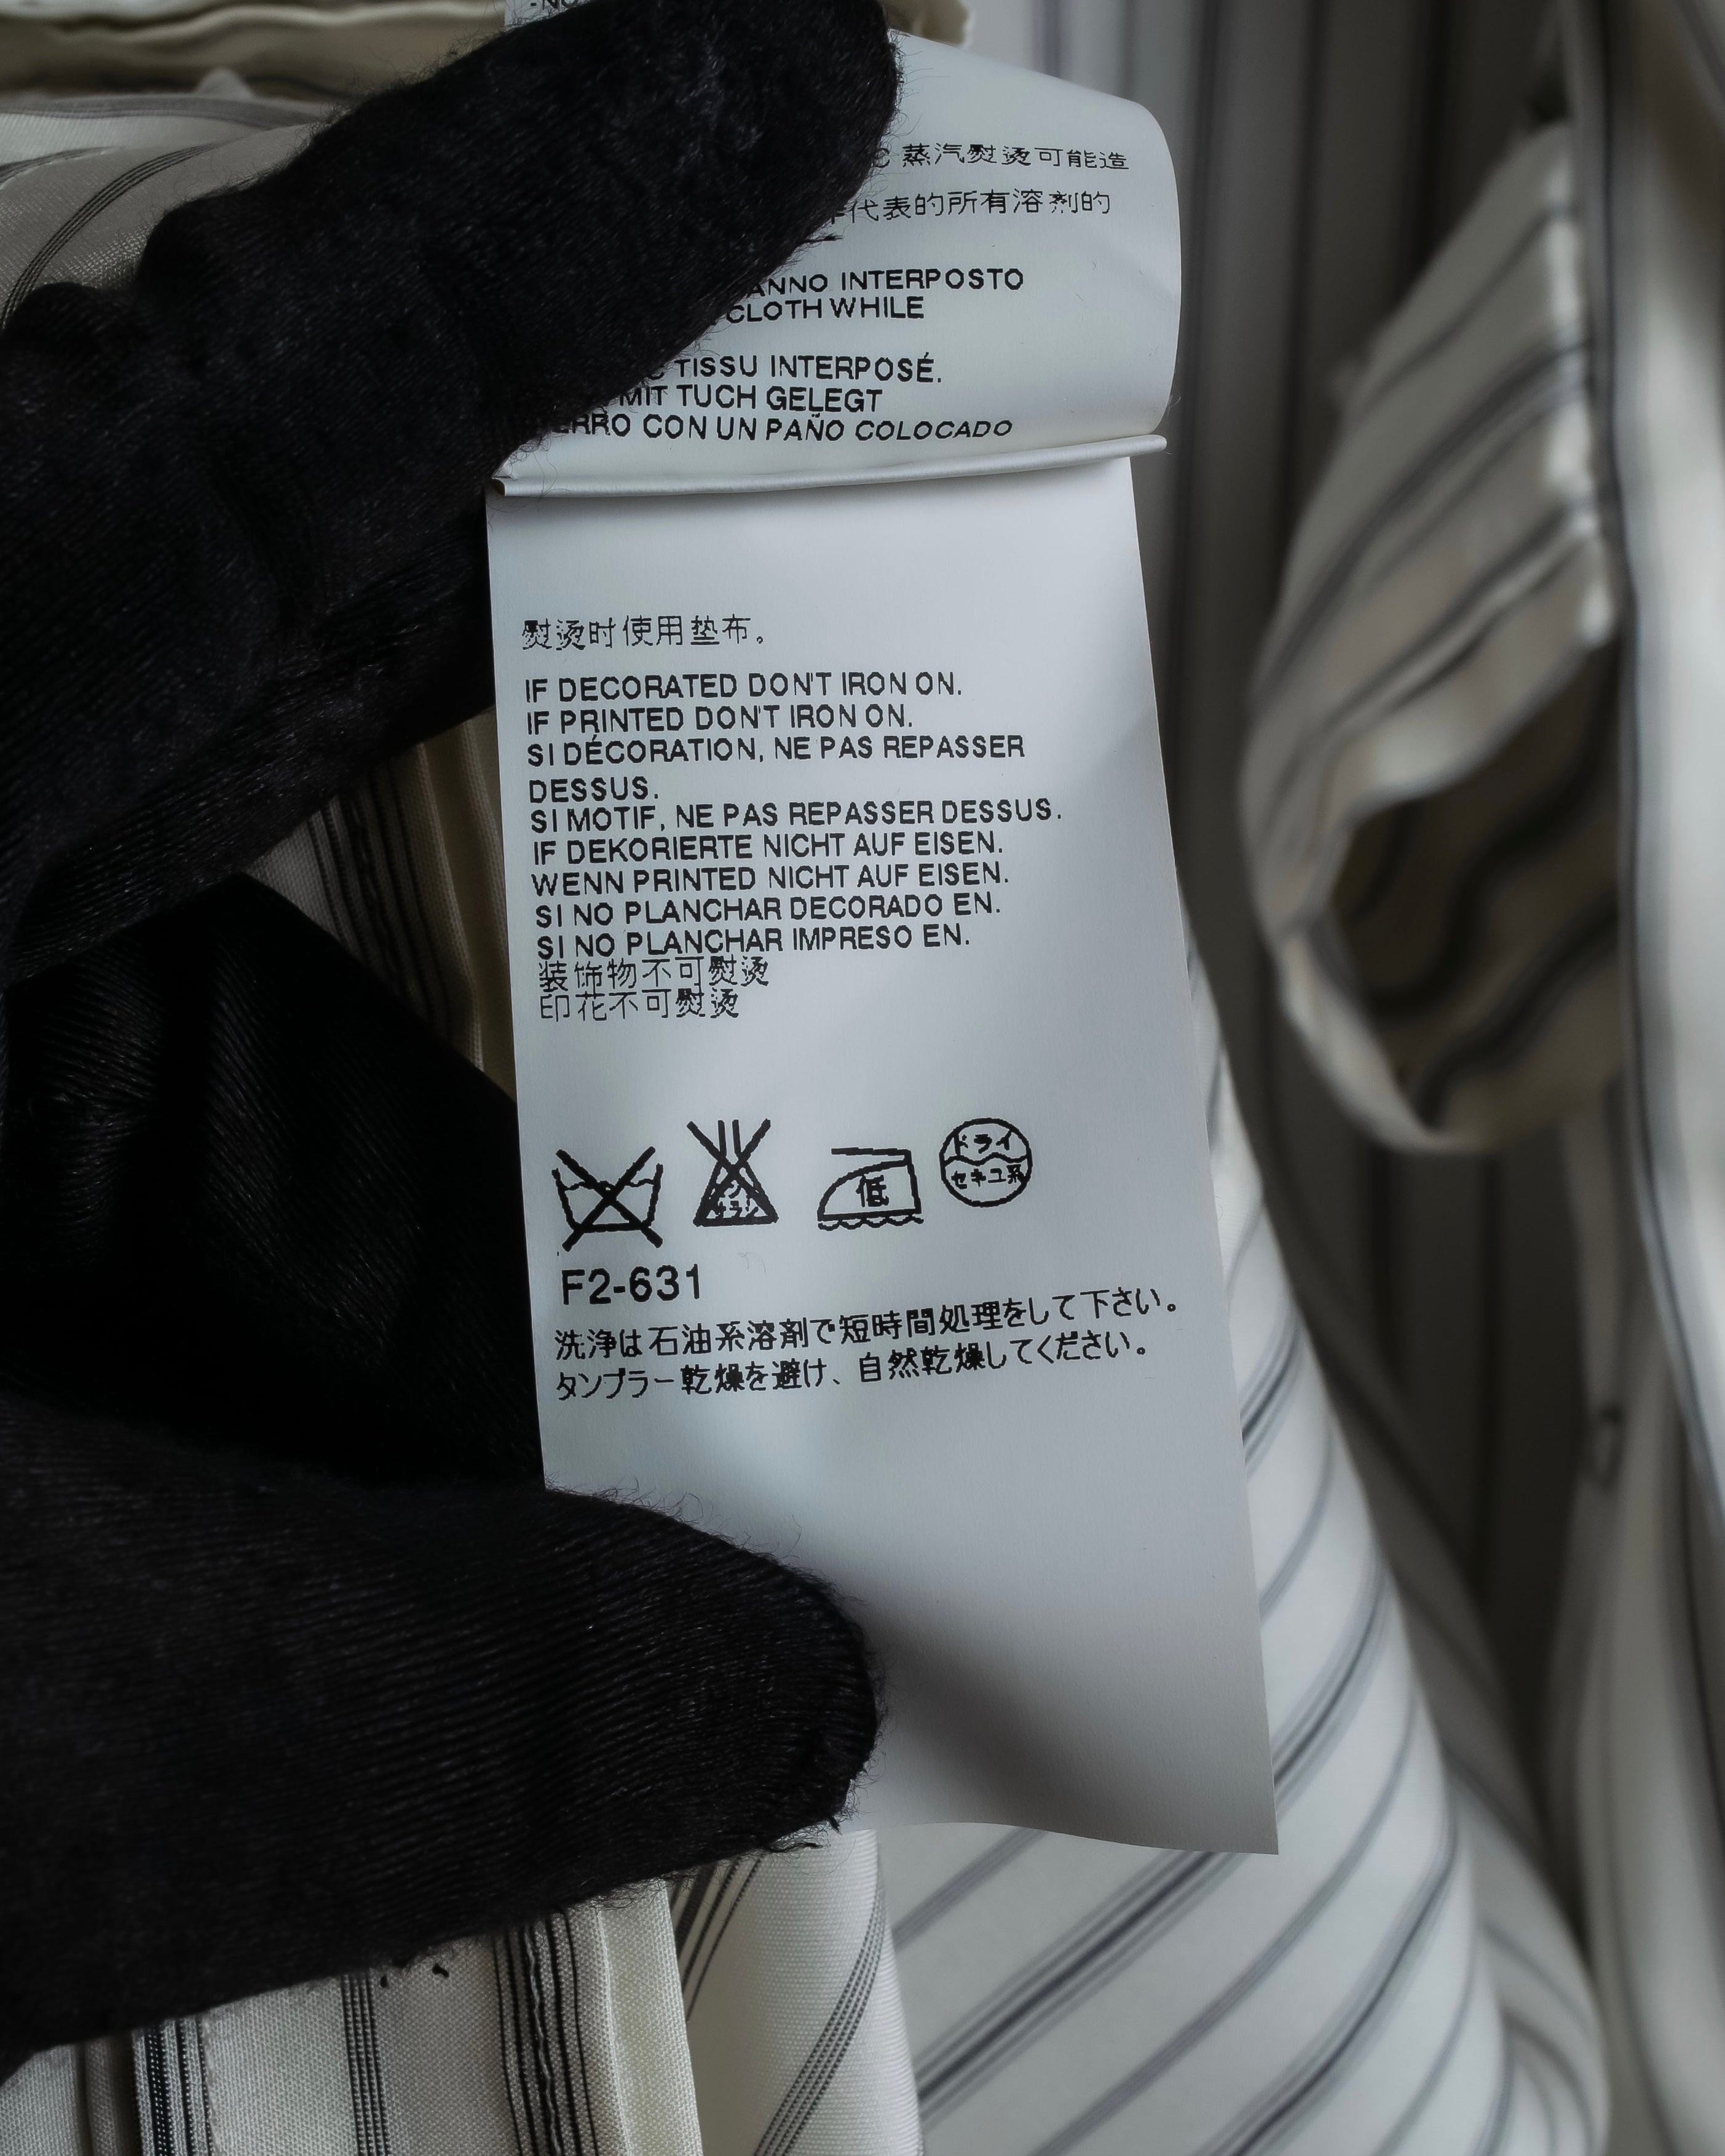 蒸汽熨烫可能造
代表的所有溶剂的
INTERPOSTO
CLOTH WHILE
TISSU INTERPOSÉ.
MIT TUCH GELEGT
CON UN PAÑO COLOCADO
熨烫时使用垫布。
IF DECORATED DON'T IRON ON.
IF PRINTED DON'T IRON ON.
SI DÉCORATION, NE PAS REPASSER
DESSUS.
SI MOTIF, NE PAS REPASSER DESSUS.
IF DEKORIERTE NICHT AUF EISEN.
WENN PRINTED NICHT AUF EISEN.
SI NO PLANCHAR DECORADO EN.
SI NO PLANCHAR IMPRESO EN.
装饰物不可熨烫
印花不可熨烫
低
ドライ
セキユ系
F2-631
洗浄は石油系溶剤で短時間処理をして下さい。
タンブラー乾燥を避け、自然乾燥してください。